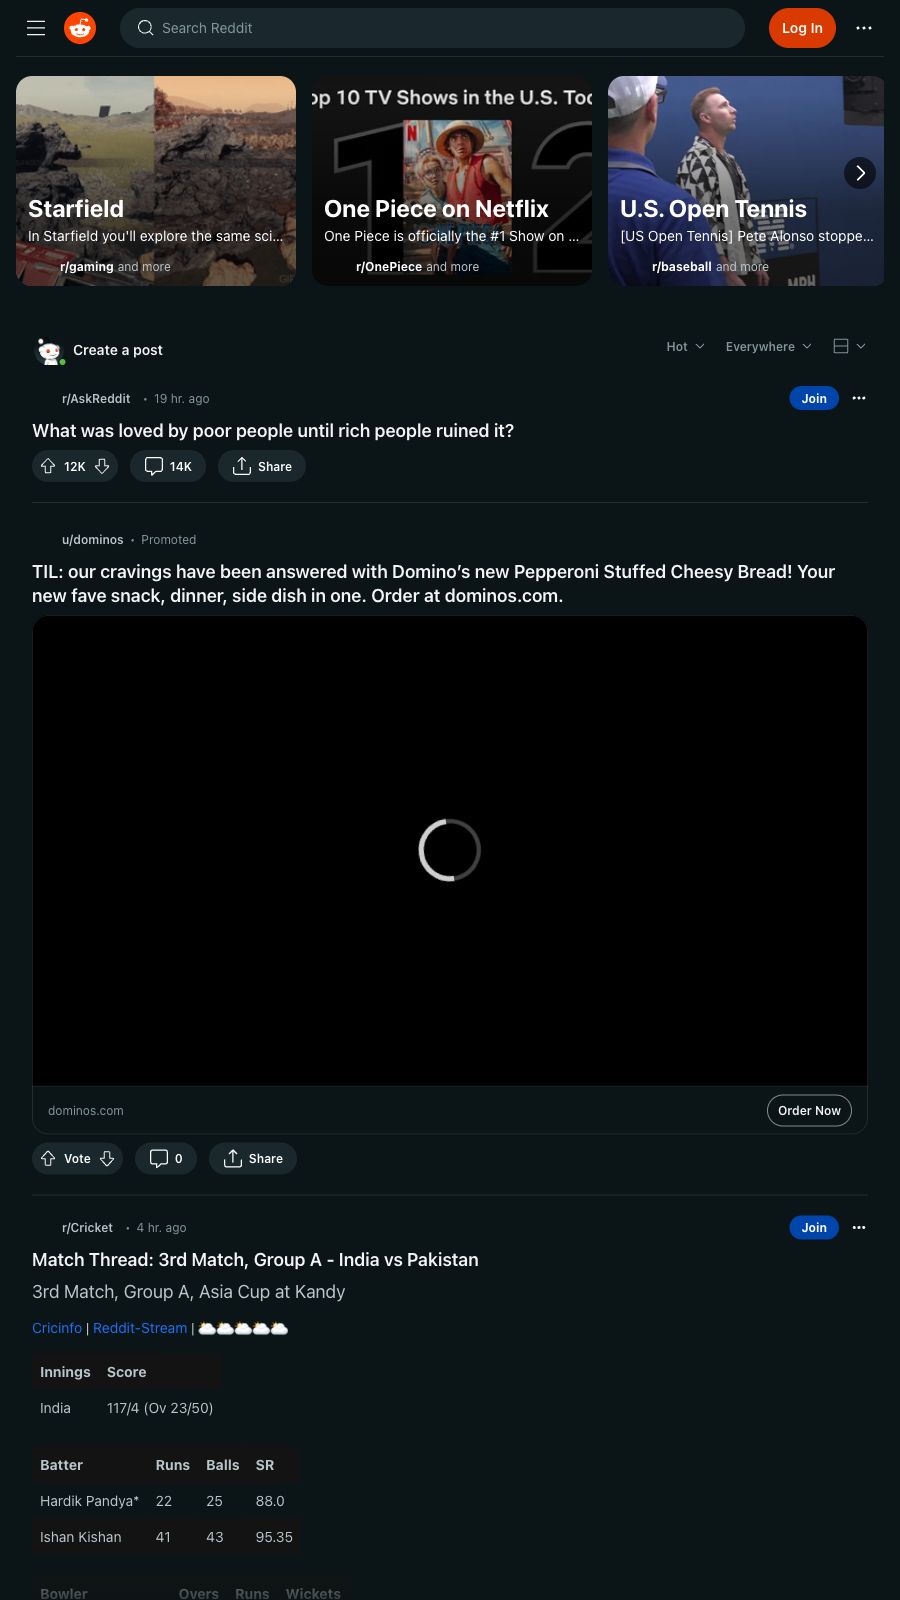 Search Reddit
Log In
op 10 TV Shows in the U.S. Too
Starfield
In Starfield you'll explore the same sci...
r/gaming and more
GIF
One Piece on Netflix
One Piece is officially the #1 Show on ...
r/OnePiece and more
U.S. Open Tennis
[US Open Tennis] Pete Alonso stoppe...
r/baseball and more
MPH
Create a post
Hot
Everywhere
r/AskReddit • 19 hr. ago
Join
What was loved by poor people until rich people ruined it?
12K
14K
Share
u/dominos • Promoted
TIL: our cravings have been answered with Domino’s new Pepperoni Stuffed Cheesy Bread! Your
new fave snack, dinner, side dish in one. Order at dominos.com.
dominos.com
Order Now
Vote
0
Share
r/Cricket • 4 hr. ago
Join
Match Thread: 3rd Match, Group A - India vs Pakistan
3rd Match, Group A, Asia Cup at Kandy
Cricinfo | Reddit-Stream | 🌥️🌥️🌥️🌥️🌥️
Innings Score
India 117/4 (Ov 23/50)
Batter Runs Balls SR
Hardik Pandya* 22 25 88.0
Ishan Kishan 41 43 95.35
Bowler Overs Runs Wickets